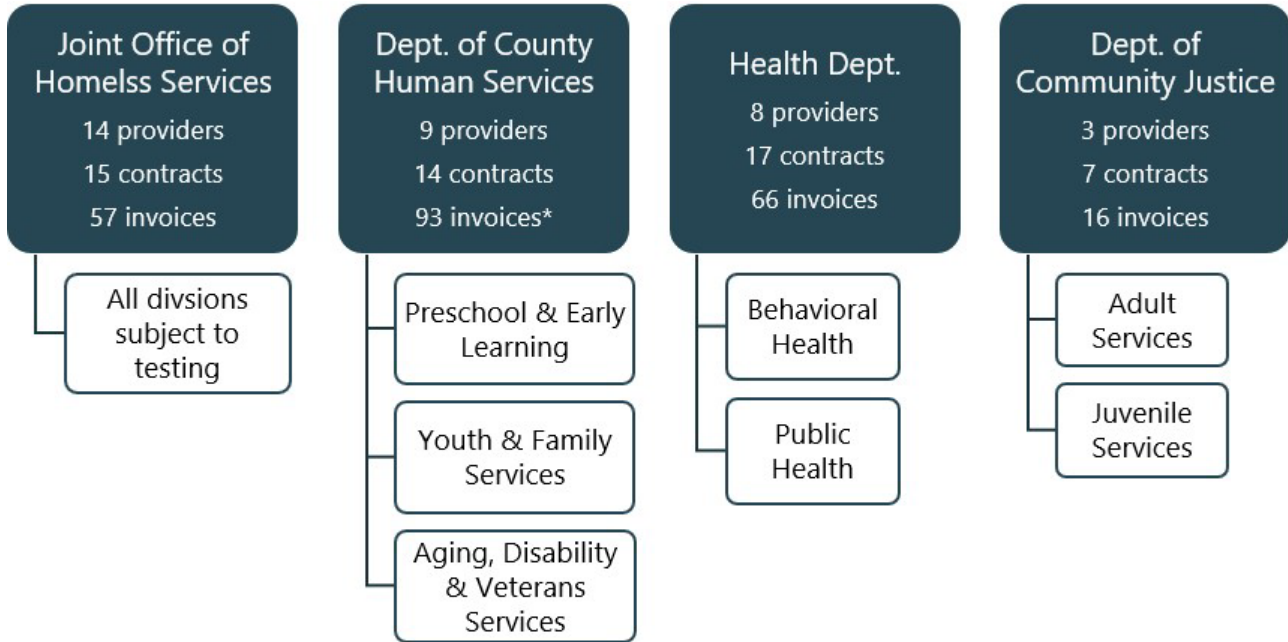 Joint Office of
Homelss Services
14 providers
15 contracts
57 invoices
All divsions
subject to
testing
Dept. of County
Human Services
9 providers
14 contracts
93 invoices*
Preschool & Early
Learning
Youth & Family
Services
Aging, Disability
& Veterans
Services
Health Dept.
8 providers
17 contracts
66 invoices
Behavioral
Health
Public
Health
Dept. of
Community Justice
3 providers
7 contracts
16 invoices
Adult
Services
Juvenile
Services